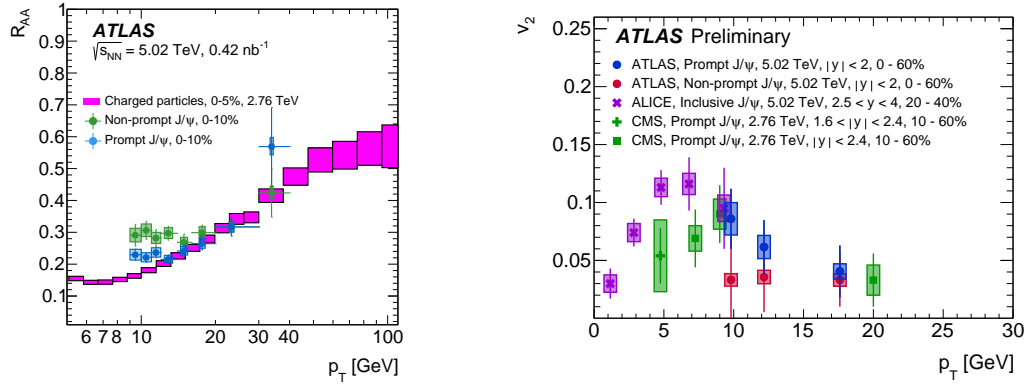 R_AA
ATLAS
√s_NN = 5.02 TeV, 0.42 nb⁻¹
Charged particles, 0-5%, 2.76 TeV
Non-prompt J/ψ, 0-10%
Prompt J/ψ, 0-10%
1
0.9
0.8
0.7
0.6
0.5
0.4
0.3
0.2
0.1
6 7 8 10 20 30 40 100
p_T [GeV]
v_2
ATLAS Preliminary
ATLAS, Prompt J/ψ, 5.02 TeV, |y| < 2, 0 - 60%
ATLAS, Non-prompt J/ψ, 5.02 TeV, |y| < 2, 0 - 60%
ALICE, Inclusive J/ψ, 5.02 TeV, 2.5 < y < 4, 20 - 40%
CMS, Prompt J/ψ, 2.76 TeV, 1.6 < |y| < 2.4, 10 - 60%
CMS, Prompt J/ψ, 2.76 TeV, |y| < 2.4, 10 - 60%
0.25
0.2
0.15
0.1
0.05
0 5 10 15 20 25 30
p_T [GeV]